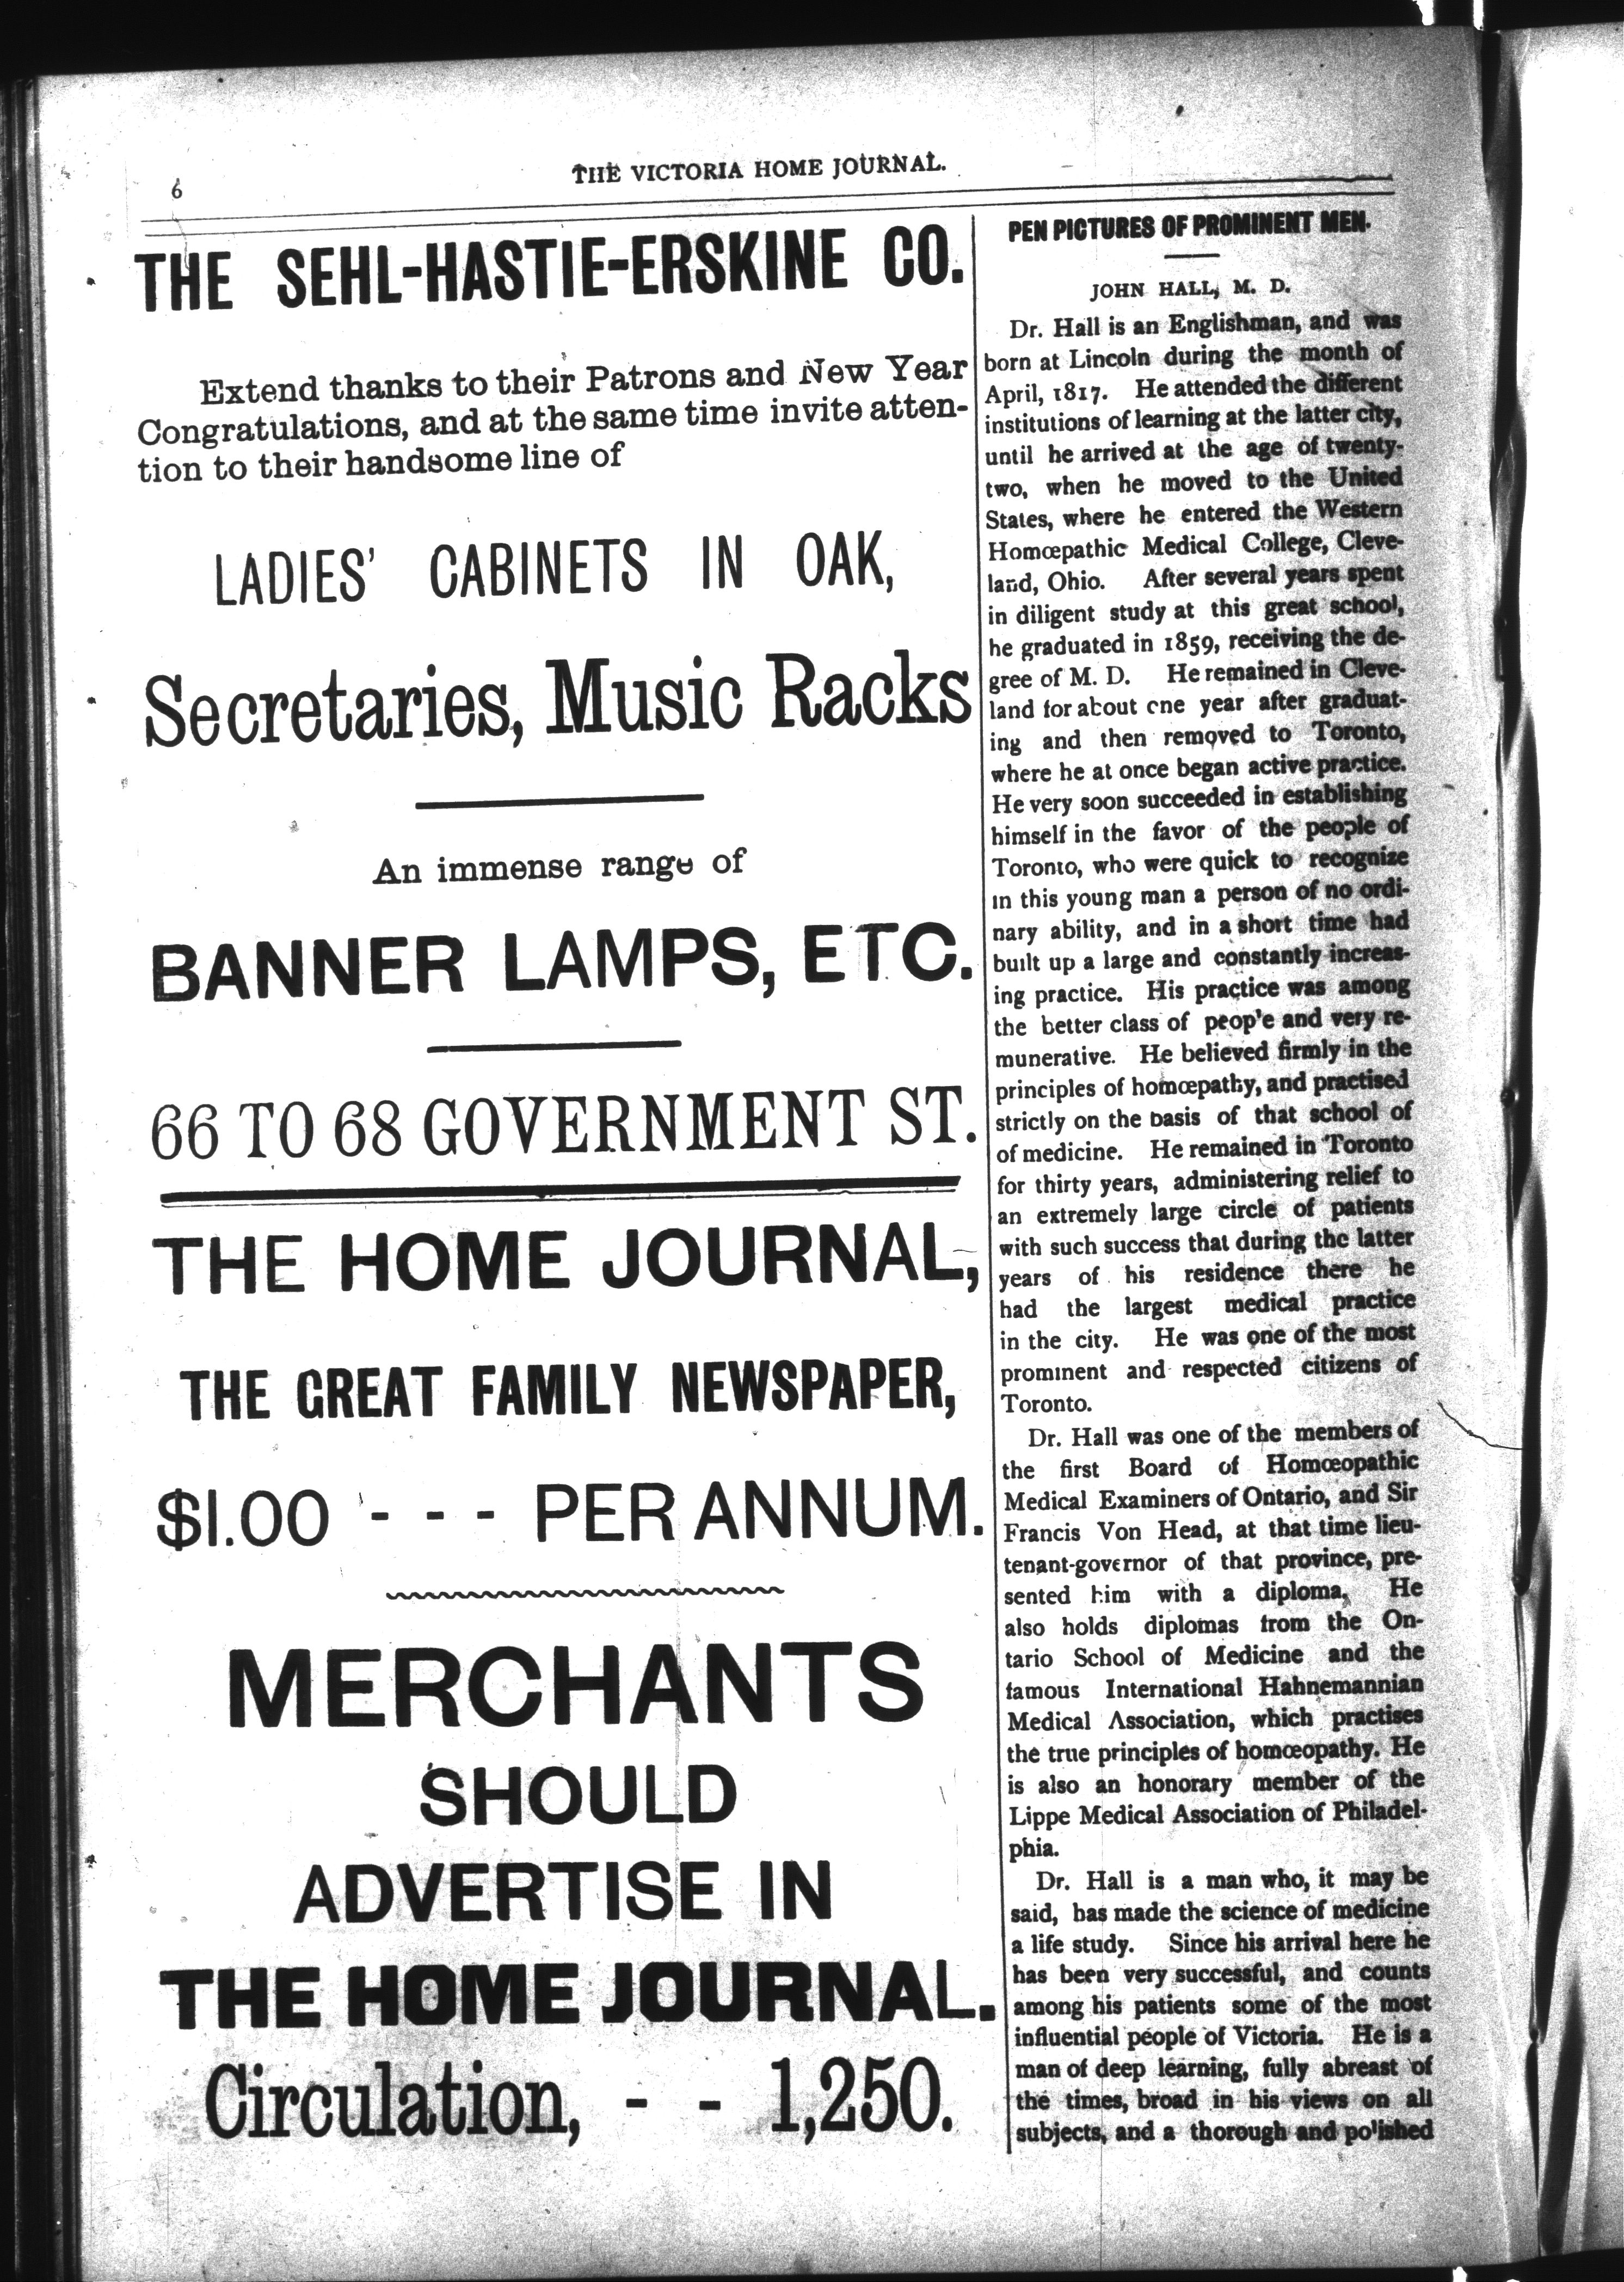 6
THE VICTORIA HOME JOURNAL.
THE SEHL-HASTIE-ERSKINE CO.
Extend thanks to their Patrons and New Year
Congratulations, and at the same time invite atten-
tion to their handsome line of
LADIES' CABINETS IN OAK,
Secretaries, Music Racks
An immense range of
BANNER LAMPS, ETC.
66 TO 68 GOVERNMENT ST.
THE HOME JOURNAL,
THE GREAT FAMILY NEWSPAPER,
$1.00 - - - PER ANNUM.
MERCHANTS
SHOULD
ADVERTISE IN
THE HOME JOURNAL.
Circulation, - - 1,250.
PEN PICTURES OF PROMINENT MEN.
JOHN HALL, M. D.
Dr. Hall is an Englishman, and was
born at Lincoln during the month of
April, 1817. He attended the different
institutions of learning at the latter city,
until he arrived at the age of twenty-
two, when he moved to the United
States, where he entered the Western
Homœpathic Medical College, Cleve-
land, Ohio. After several years spent
in diligent study at this great school,
he graduated in 1859, receiving the de-
gree of M. D. He remained in Cleve-
land for about one year after graduat-
ing and then removed to Toronto,
where he at once began active practice.
He very soon succeeded in establishing
himself in the favor of the people of
Toronto, who were quick to recognize
in this young man a person of no ordi-
nary ability, and in a short time had
built up a large and constantly increas-
ing practice. His practice was among
the better class of peop'e and very re-
munerative. He believed firmly in the
principles of homœpathy, and practised
strictly on the basis of that school of
of medicine. He remained in Toronto
for thirty years, administering relief to
an extremely large circle of patients
with such success that during the latter
years of his residence there he
had the largest medical practice
in the city. He was one of the most
prominent and respected citizens of
Toronto.
Dr. Hall was one of the members of
the first Board of Homœopathic
Medical Examiners of Ontario, and Sir
Francis Von Head, at that time lieu-
tenant-governor of that province, pre-
sented him with a diploma, He
also holds diplomas from the On-
tario School of Medicine and the
famous International Hahnemannian
Medical Association, which practises
the true principles of homœopathy. He
is also an honorary member of the
Lippe Medical Association of Philadel-
phia.
Dr. Hall is a man who, it may be
said, has made the science of medicine
a life study. Since his arrival here he
has been very successful, and counts
among his patients some of the most
influential people of Victoria. He is a
man of deep learning, fully abreast of
the times, broad in his views on all
subjects, and a thorough and po'ished